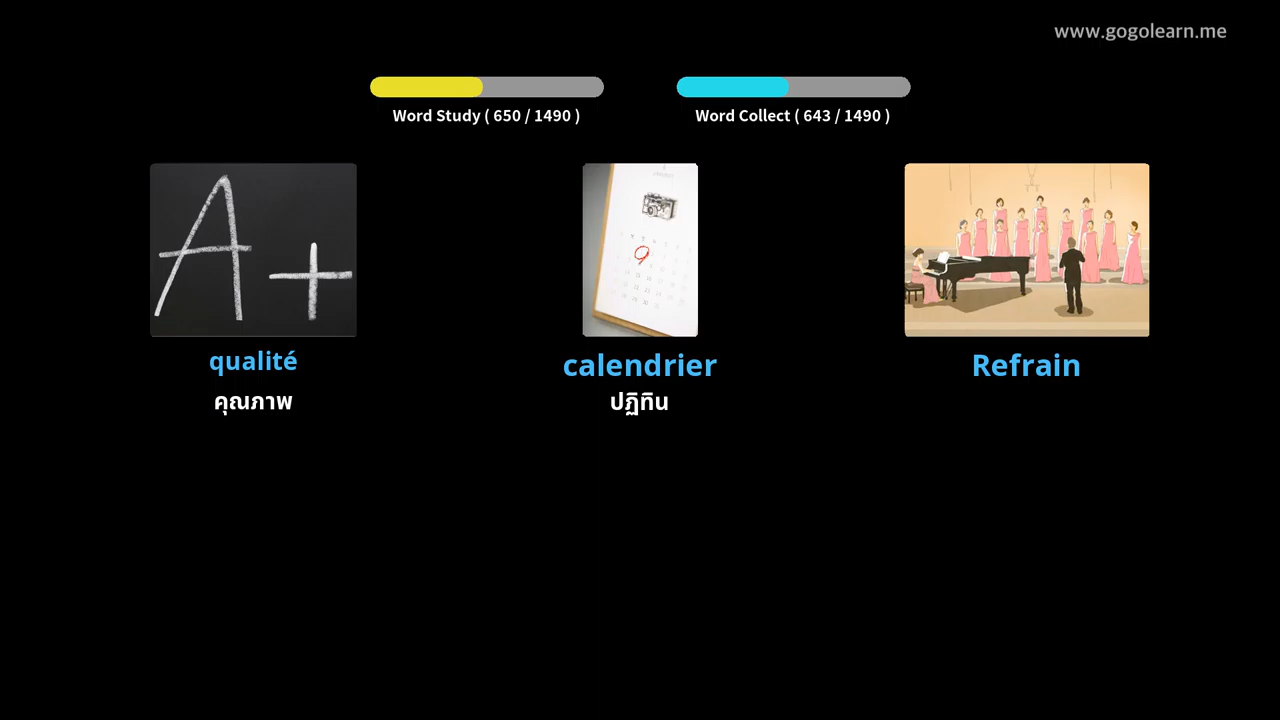 www.gogolearn.me
Word Study ( 650 / 1490 )
Word Collect ( 643 / 1490 )
A+
9
qualité
calendrier
Refrain
คุณภาพ
ปฏิทิน